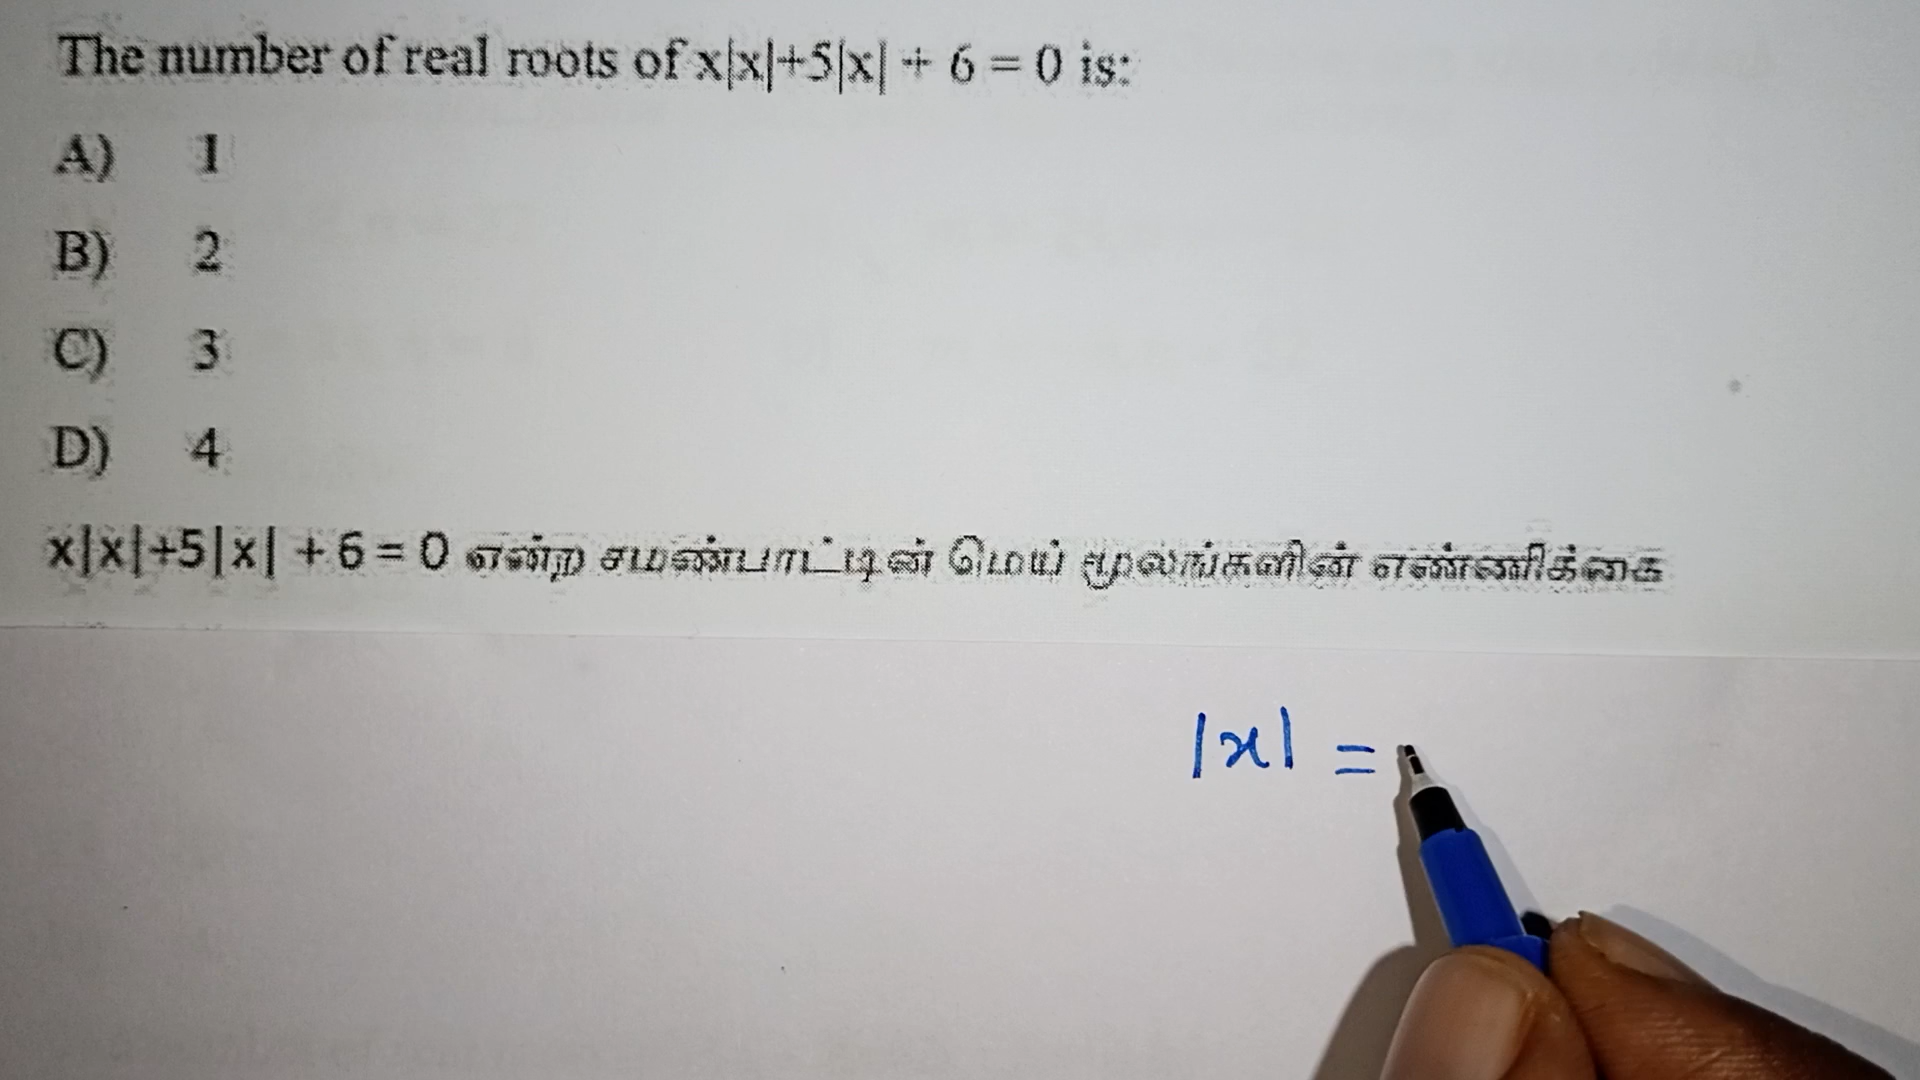 The number of real roots of x|x|+5|x| + 6 = 0 is:
A) 1
B) 2
C) 3
D) 4
x|x|+5|x| + 6 = 0 என்ற சமன்பாட்டின் மெய் மூலங்களின் எண்ணிக்கை
|x| =